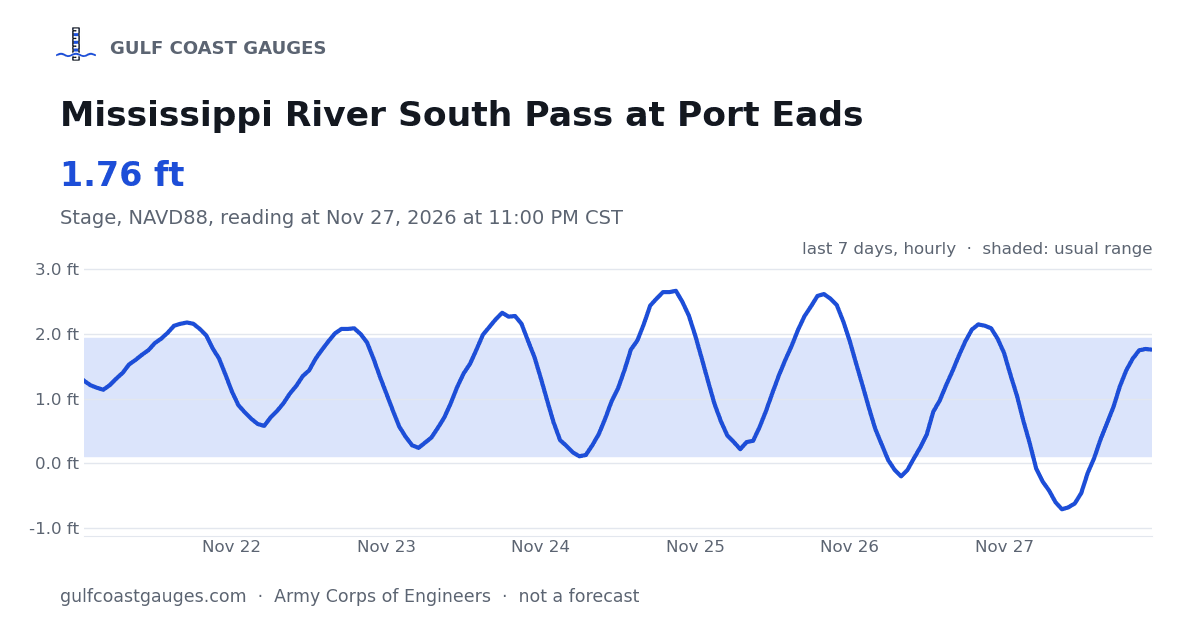 GULF COAST GAUGES
Mississippi River South Pass at Port Eads
1.76 ft
Stage, NAVD88, reading at Nov 27, 2026 at 11:00 PM CST
last 7 days, hourly · shaded: usual range
3.0 ft
2.0 ft
1.0 ft
0.0 ft
-1.0 ft
Nov 22 Nov 23 Nov 24 Nov 25 Nov 26 Nov 27
gulfcoastgauges.com · Army Corps of Engineers · not a forecast